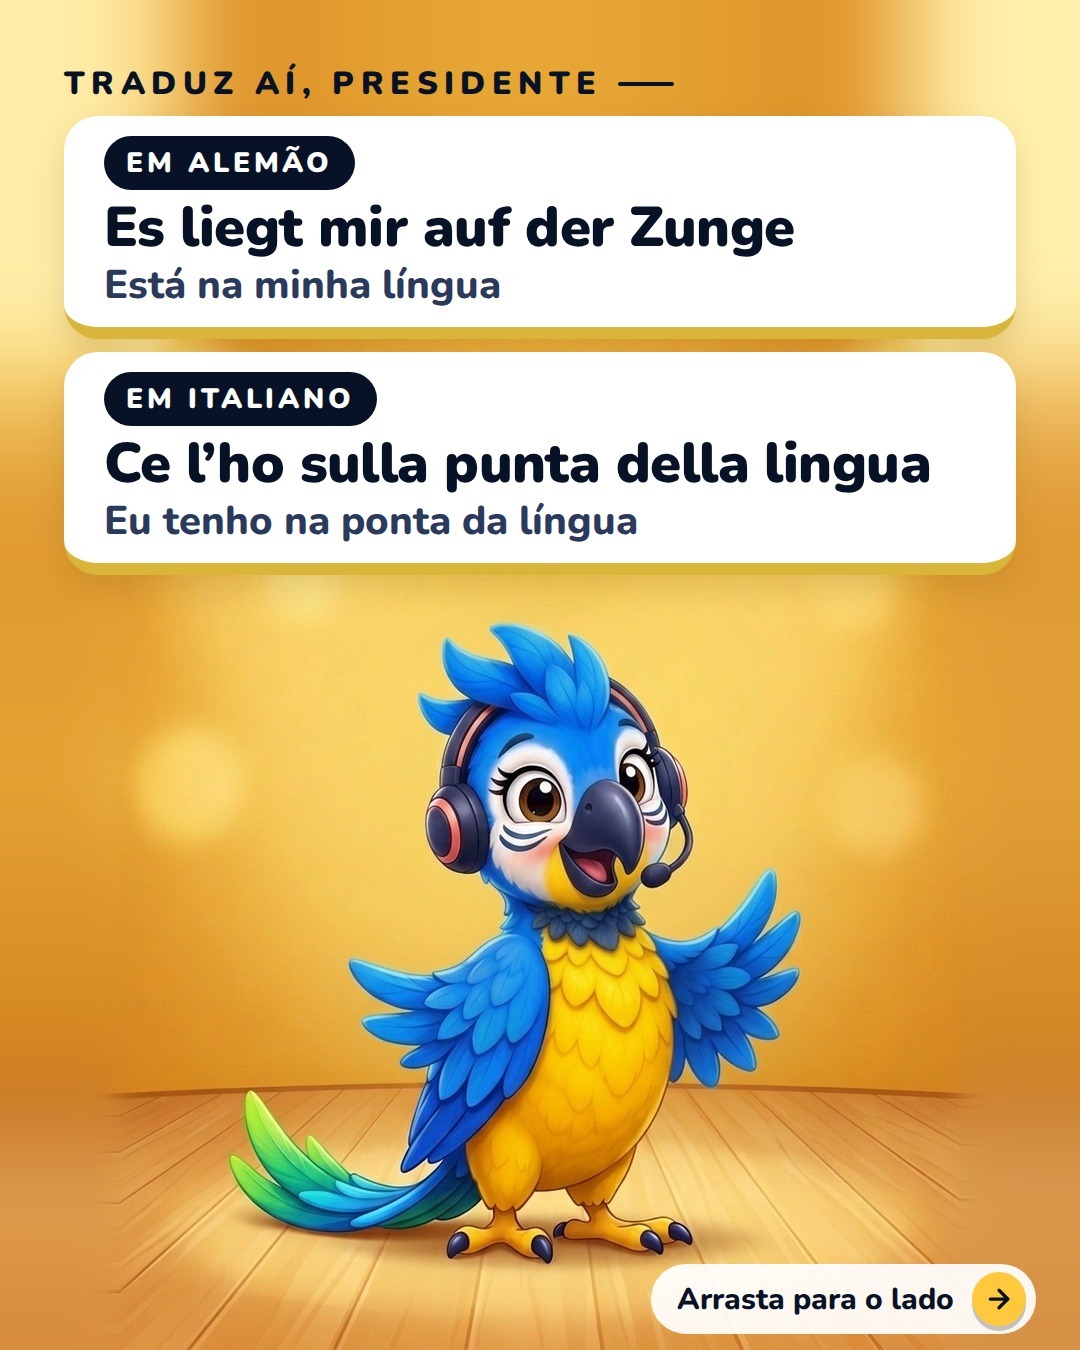 TRADUZ AÍ, PRESIDENTE —
EM ALEMÃO
Es liegt mir auf der Zunge
Está na minha língua
EM ITALIANO
Ce l’ho sulla punta della lingua
Eu tenho na ponta da língua
Arrasta para o lado →